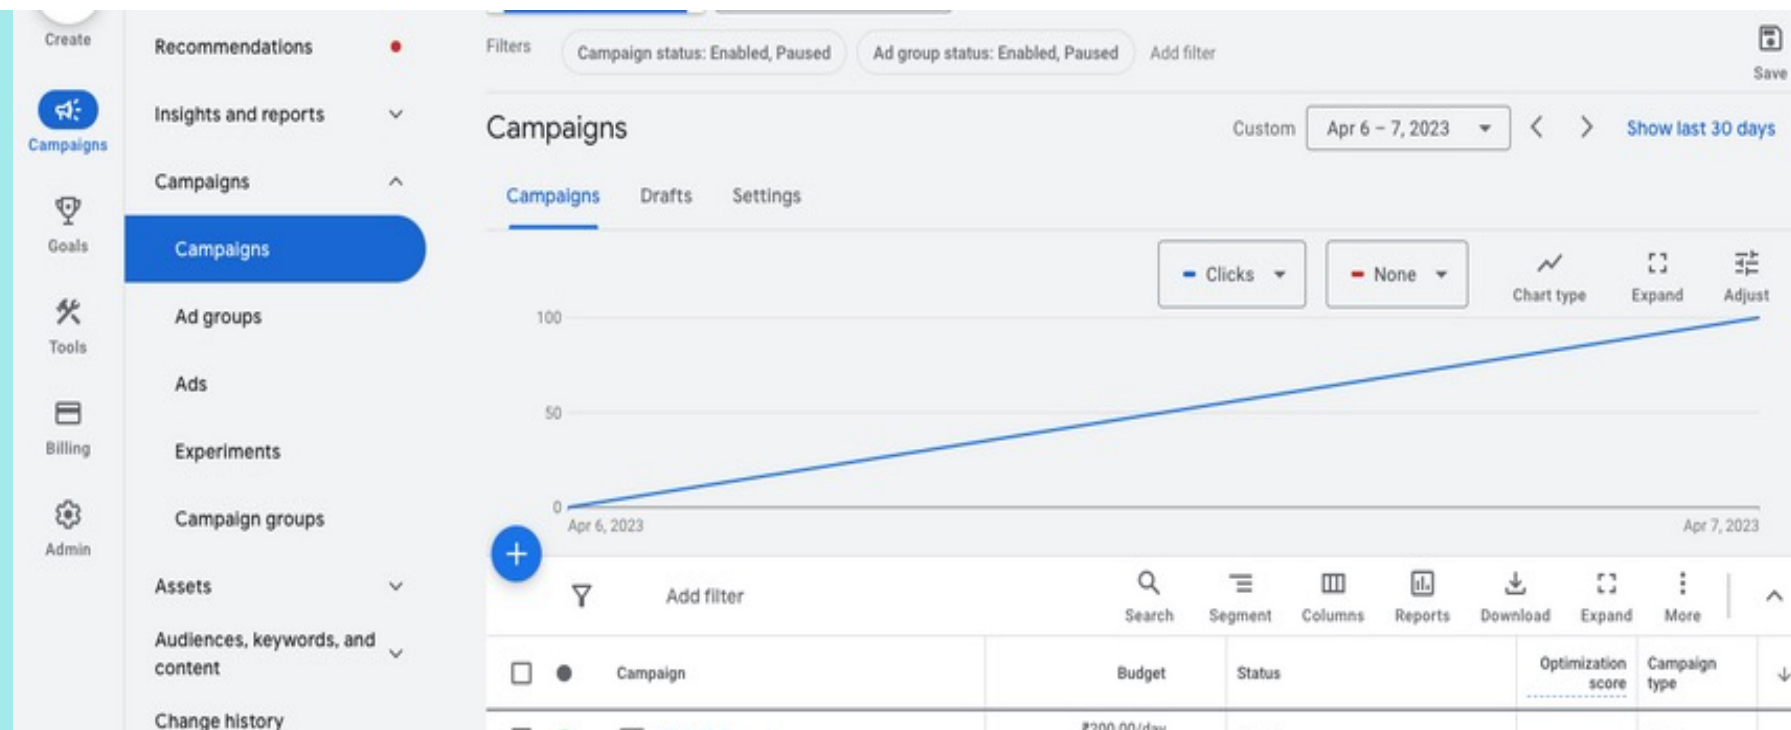 Create
Campaigns
Goals
Tools
Billing
Admin
Recommendations
Insights and reports
Campaigns
Campaigns
Ad groups
Ads
Experiments
Campaign groups
Assets
Audiences, keywords, and
content
Change history
Filters Campaign status: Enabled, Paused Ad group status: Enabled, Paused Add filter
Save
Campaigns Custom Apr 6 – 7, 2023 Show last 30 days
Campaigns Drafts Settings
Clicks None Chart type Expand Adjust
100
50
0
Apr 6, 2023 Apr 7, 2023
Add filter Search Segment Columns Reports Download Expand More
Campaign Budget Status Optimization score Campaign type
₹200.00/day